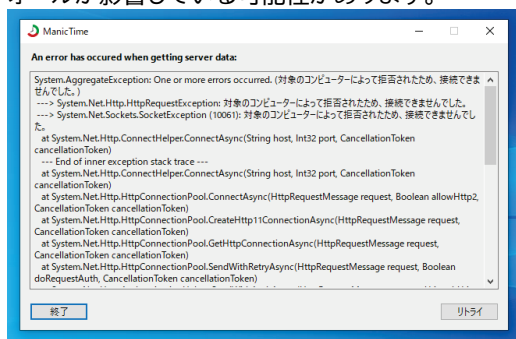 オールが影響している可能性があります。
ManicTime
An error has occured when getting server data:
System.AggregateException: One or more errors occurred. (対象のコンピューターによって拒否されたため、接続できま
せんでした。)
---> System.Net.Http.HttpRequestException: 対象のコンピューターによって拒否されたため、接続できませんでした。
---> System.Net.Sockets.SocketException (10061): 対象のコンピューターによって拒否されたため、接続できませんでし
た。
at System.Net.Http.ConnectHelper.ConnectAsync(String host, Int32 port, CancellationToken
cancellationToken)
--- End of inner exception stack trace ---
at System.Net.Http.ConnectHelper.ConnectAsync(String host, Int32 port, CancellationToken
cancellationToken)
at System.Net.Http.HttpConnectionPool.ConnectAsync(HttpRequestMessage request, Boolean allowHttp2,
CancellationToken cancellationToken)
at System.Net.Http.HttpConnectionPool.CreateHttp11ConnectionAsync(HttpRequestMessage request,
CancellationToken cancellationToken)
at System.Net.Http.HttpConnectionPool.GetHttpConnectionAsync(HttpRequestMessage request,
CancellationToken cancellationToken)
at System.Net.Http.HttpConnectionPool.SendWithRetryAsync(HttpRequestMessage request, Boolean
doRequestAuth, CancellationToken cancellationToken)
終了
リトライ